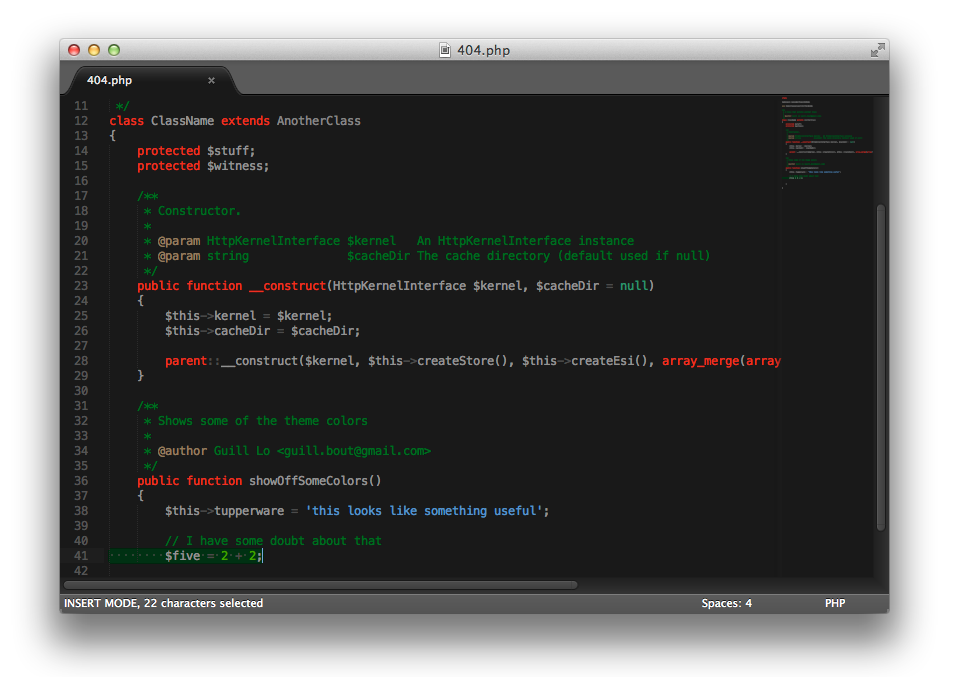 404.php
404.php ×
11 */
12 class ClassName extends AnotherClass
13 {
14 protected $stuff;
15 protected $witness;
16
17 /**
18 * Constructor.
19 *
20 * @param HttpKernelInterface $kernel An HttpKernelInterface instance
21 * @param string $cacheDir The cache directory (default used if null)
22 */
23 public function __construct(HttpKernelInterface $kernel, $cacheDir = null)
24 {
25 $this->kernel = $kernel;
26 $this->cacheDir = $cacheDir;
27
28 parent::__construct($kernel, $this->createStore(), $this->createEsi(), array_merge(array
29 }
30
31 /**
32 * Shows some of the theme colors
33 *
34 * @author Guill Lo <guill.bout@gmail.com>
35 */
36 public function showOffSomeColors()
37 {
38 $this->tupperware = 'this looks like something useful';
39
40 // I have some doubt about that
41 $five = 2 + 2;
42
INSERT MODE, 22 characters selected Spaces: 4 PHP